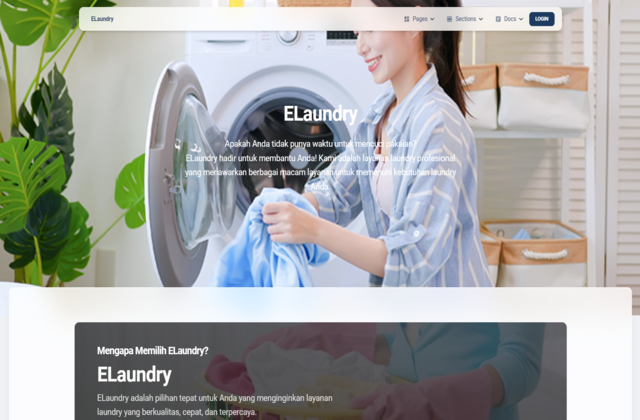 ELaundry
Pages
Sections
Docs
LOGIN
ELaundry
Apakah Anda tidak punya waktu untuk mencuci pakaian?
ELaundry hadir untuk membantu Anda! Kami adalah layanan laundry profesional
yang menawarkan berbagai macam layanan untuk memenuhi kebutuhan laundry
Anda.
Mengapa Memilih ELaundry?
ELaundry
ELaundry adalah pilihan tepat untuk Anda yang menginginkan layanan
laundry yang berkualitas, cepat, dan terpercaya.